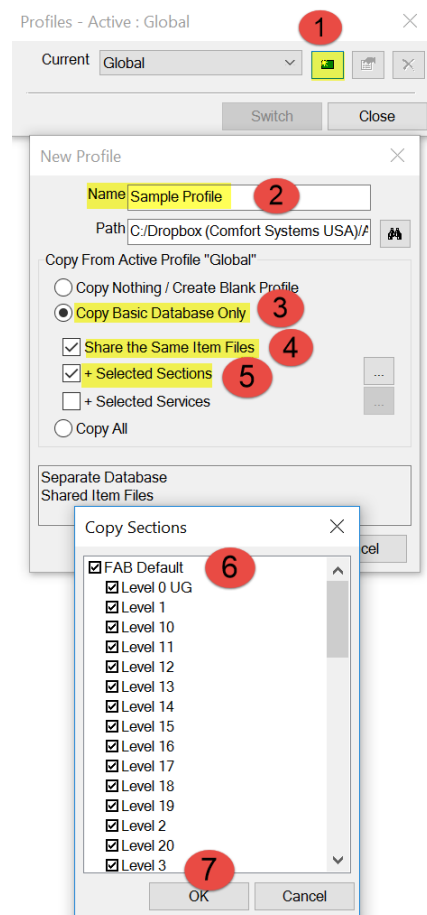 Profiles - Active : Global
1
Current Global
Switch Close
New Profile
Name Sample Profile 2
Path C:/Dropbox (Comfort Systems USA)/A
Copy From Active Profile "Global"
Copy Nothing / Create Blank Profile
Copy Basic Database Only 3
Share the Same Item Files 4
+ Selected Sections 5 ...
+ Selected Services ...
Copy All
Separate Database
Shared Item Files
cel
Copy Sections
FAB Default 6
Level 0 UG
Level 1
Level 10
Level 11
Level 12
Level 13
Level 14
Level 15
Level 16
Level 17
Level 18
Level 19
Level 2
Level 20
Level 3
7
OK Cancel